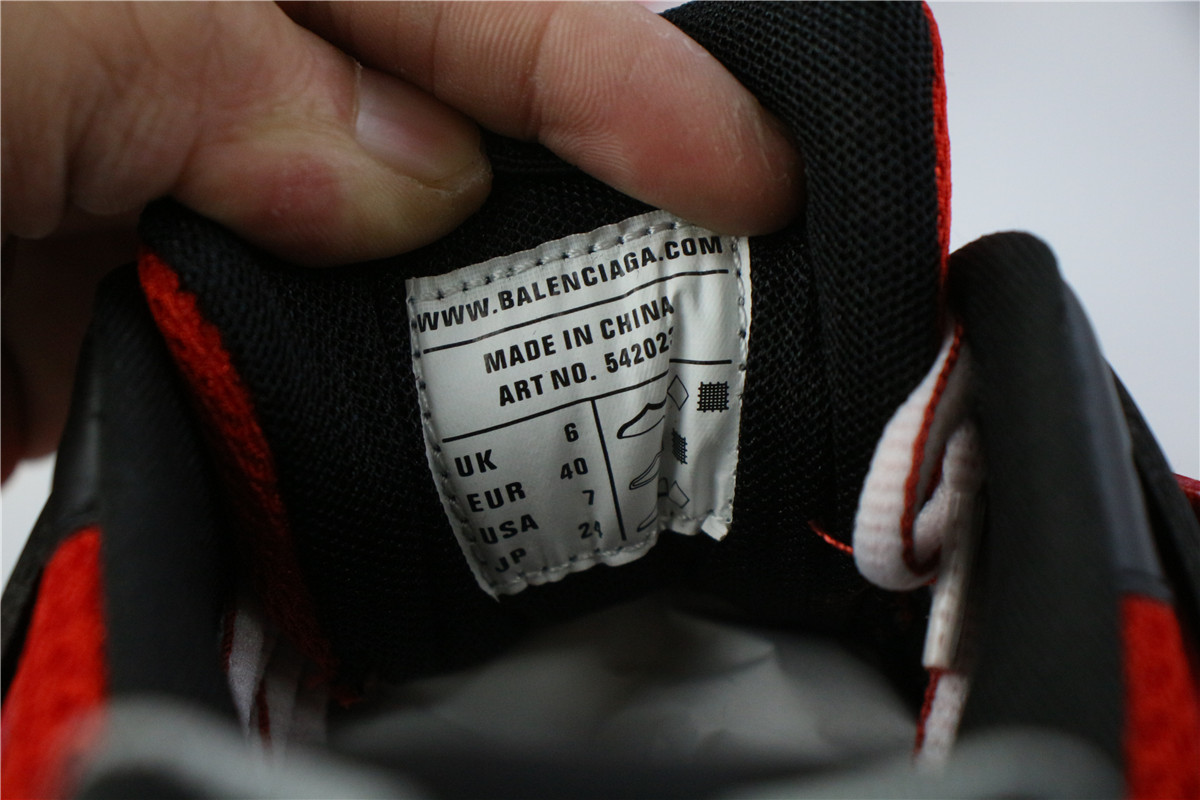 WWW.BALENCIAGA.COM
MADE IN CHINA
ART NO. 54202
UK 6
EUR 40
USA 7
JP